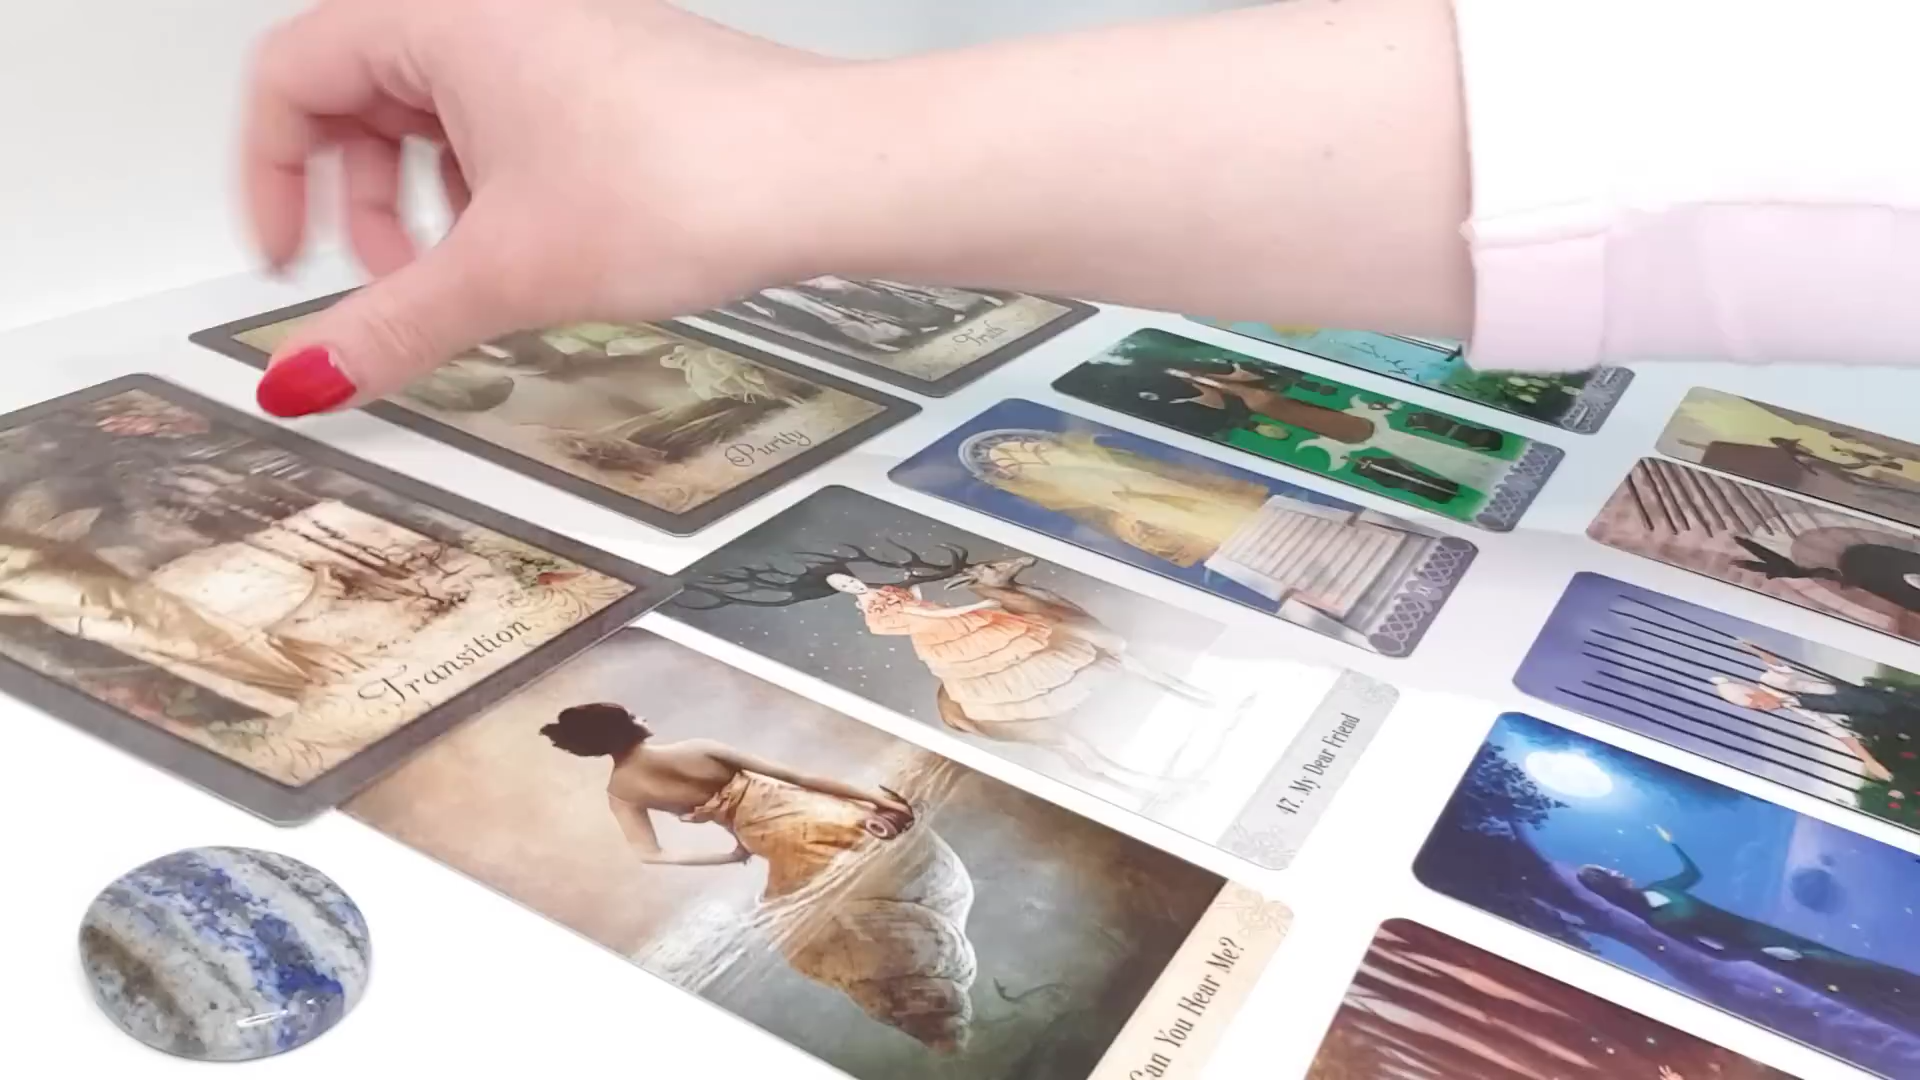 Truth
Purity
Transition
47. My Dear Friend
Can You Hear Me?